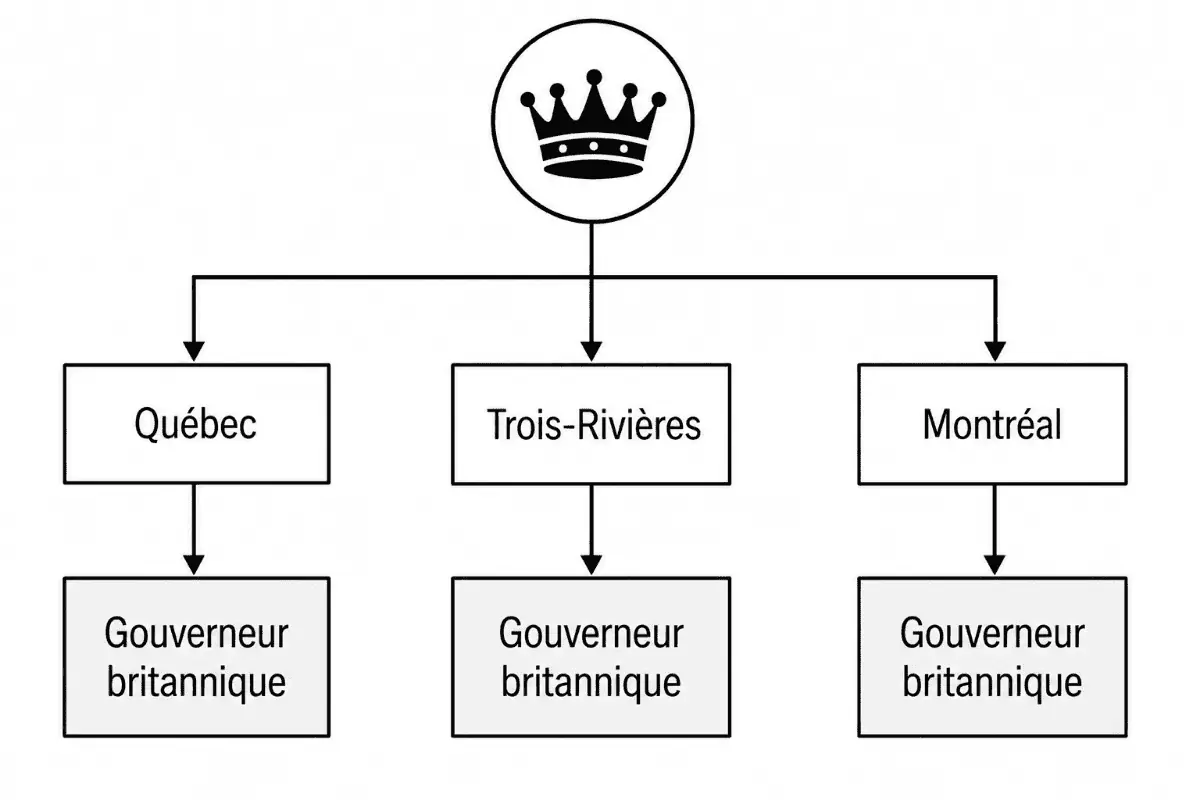 Québec
Trois-Rivières
Montréal
Gouverneur
britannique
Gouverneur
britannique
Gouverneur
britannique